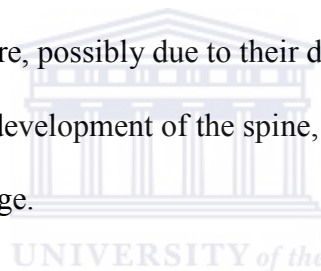 re, possibly due to their d
development of the spine,
ge.
UNIVERSITY of the